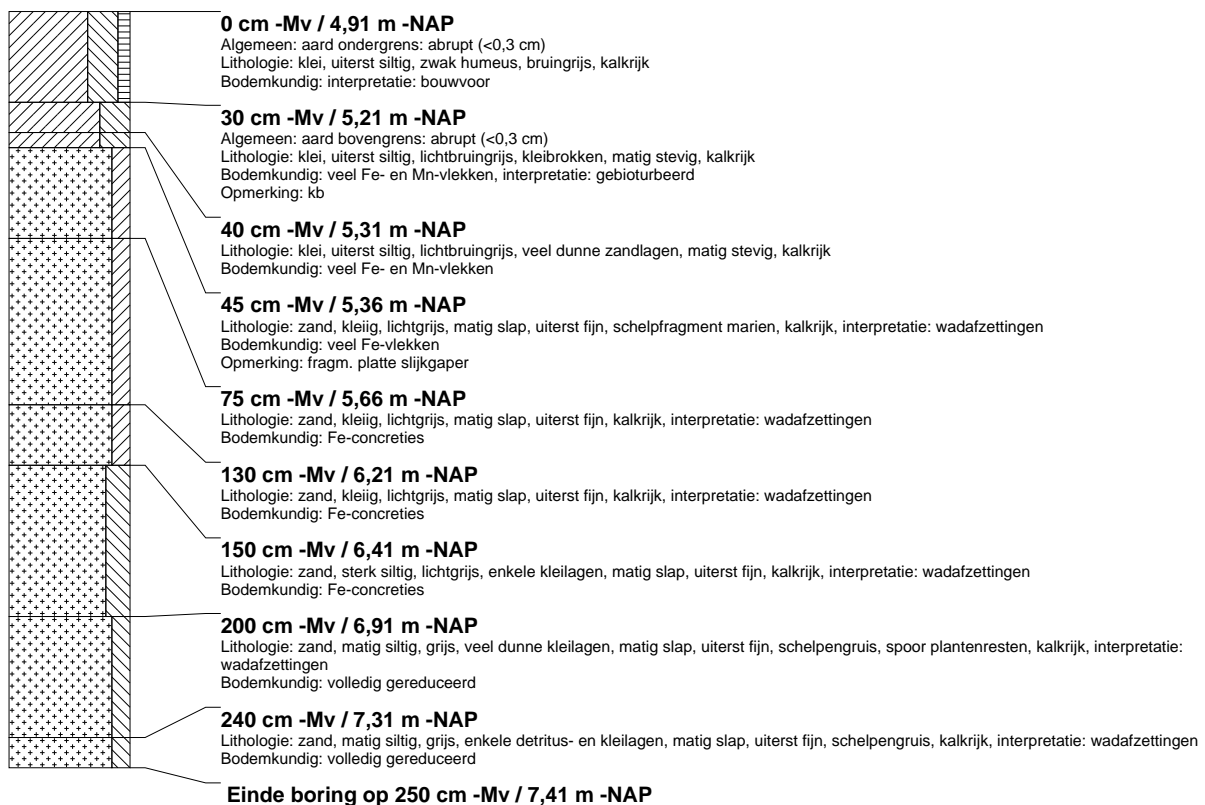 0 cm -Mv / 4,91 m -NAP
Algemeen: aard ondergrens: abrupt (<0,3 cm)
Lithologie: klei, uiterst siltig, zwak humeus, bruingrijs, kalkrijk
Bodemkundig: interpretatie: bouwvoor
30 cm -Mv / 5,21 m -NAP
Algemeen: aard bovengrens: abrupt (<0,3 cm)
Lithologie: klei, uiterst siltig, lichtbruingrijs, kleibrokken, matig stevig, kalkrijk
Bodemkundig: veel Fe- en Mn-vlekken, interpretatie: gebioturbeerd
Opmerking: kb
40 cm -Mv / 5,31 m -NAP
Lithologie: klei, uiterst siltig, lichtbruingrijs, veel dunne zandlagen, matig stevig, kalkrijk
Bodemkundig: veel Fe- en Mn-vlekken
45 cm -Mv / 5,36 m -NAP
Lithologie: zand, kleiig, lichtgrijs, matig slap, uiterst fijn, schelpfragment marien, kalkrijk, interpretatie: wadafzettingen
Bodemkundig: veel Fe-vlekken
Opmerking: fragm. platte slijkgaper
75 cm -Mv / 5,66 m -NAP
Lithologie: zand, kleiig, lichtgrijs, matig slap, uiterst fijn, kalkrijk, interpretatie: wadafzettingen
Bodemkundig: Fe-concreties
130 cm -Mv / 6,21 m -NAP
Lithologie: zand, kleiig, lichtgrijs, matig slap, uiterst fijn, kalkrijk, interpretatie: wadafzettingen
Bodemkundig: Fe-concreties
150 cm -Mv / 6,41 m -NAP
Lithologie: zand, sterk siltig, lichtgrijs, enkele kleilagen, matig slap, uiterst fijn, kalkrijk, interpretatie: wadafzettingen
Bodemkundig: Fe-concreties
200 cm -Mv / 6,91 m -NAP
Lithologie: zand, matig siltig, grijs, veel dunne kleilagen, matig slap, uiterst fijn, schelpengruis, spoor plantenresten, kalkrijk, interpretatie:
wadafzettingen
Bodemkundig: volledig gereduceerd
240 cm -Mv / 7,31 m -NAP
Lithologie: zand, matig siltig, grijs, enkele detritus- en kleilagen, matig slap, uiterst fijn, schelpengruis, kalkrijk, interpretatie: wadafzettingen
Bodemkundig: volledig gereduceerd
Einde boring op 250 cm -Mv / 7,41 m -NAP